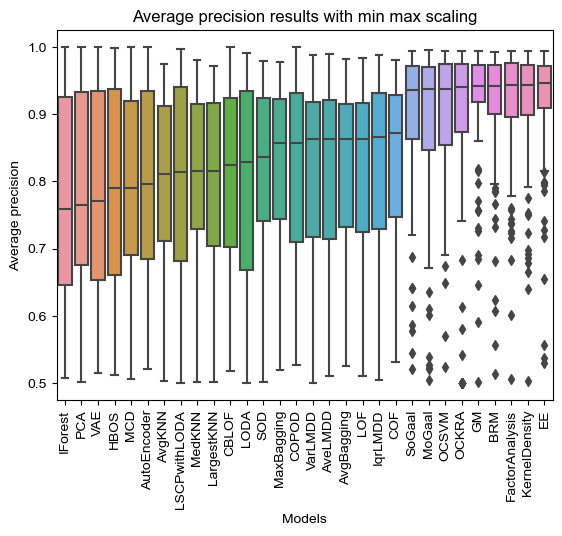 Average precision results with min max scaling
Average precision
1.0
0.9
0.8
0.7
0.6
0.5
IForest
PCA
VAE
HBOS
MCD
AutoEncoder
AvgKNN
LSCPwithLODA
MedKNN
LargestKNN
CBLOF
LODA
SOD
MaxBagging
COPOD
VarLMDD
AveLMDD
AvgBagging
LOF
IqrLMDD
COF
SoGaal
MoGaal
OCSVM
OCKRA
GM
BRM
FactorAnalysis
KernelDensity
EE
Models